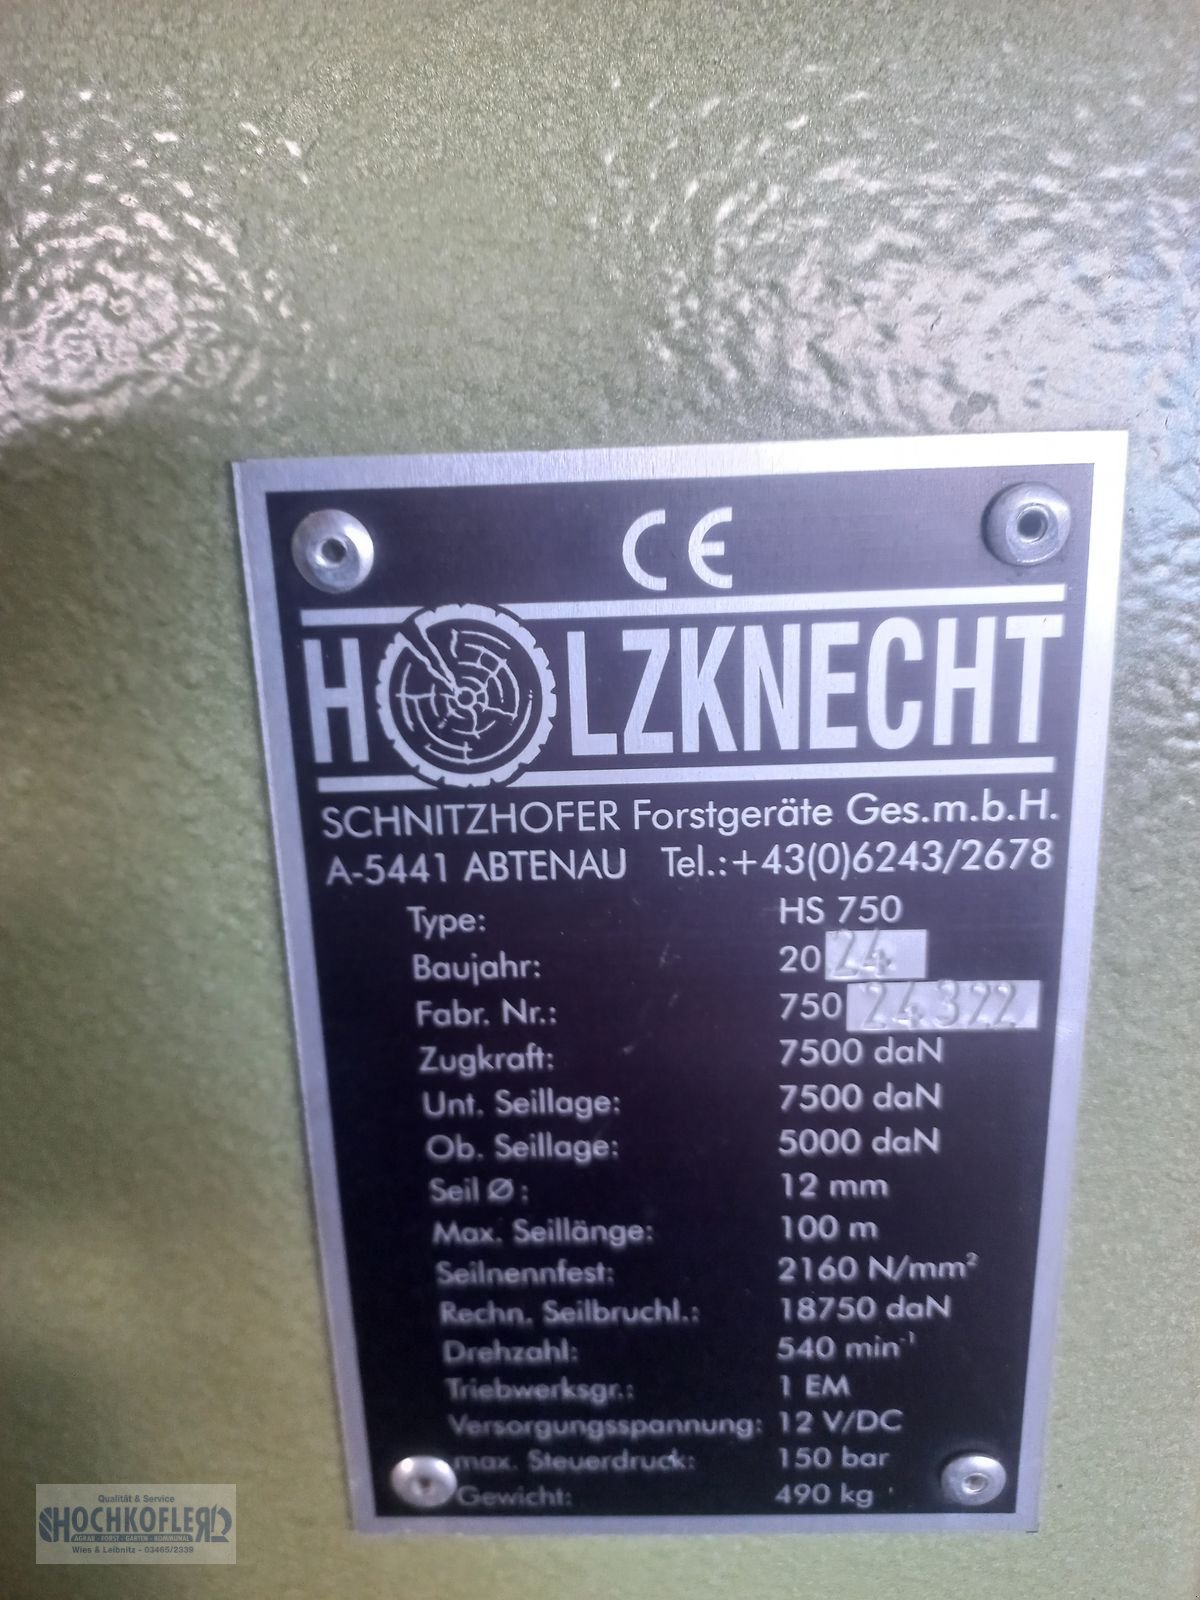 CE
HOLZKNECHT
SCHNITZHOFER Forstgeräte Ges.m.b.H.
A-5441 ABTENAU Tel.:+43(0)6243/2678
Type: HS 750
Baujahr: 2024
Fabr. Nr.: 750 24322
Zugkraft: 7500 daN
Unt. Seillage: 7500 daN
Ob. Seillage: 5000 daN
Seil Ø : 12 mm
Max. Seillänge: 100 m
Seilnennfest: 2160 N/mm²
Rechn. Seilbruchl.: 18750 daN
Drehzahl: 540 min⁻¹
Triebwerksgr.: 1 EM
Versorgungsspannung: 12 V/DC
max. Steuerdruck: 150 bar
Gewicht: 490 kg
Qualität & Service
HOCHKOFLER
AGRAR - FORST - GARTEN - KOMMUNAL
Wies & Leibnitz - 03465/2339